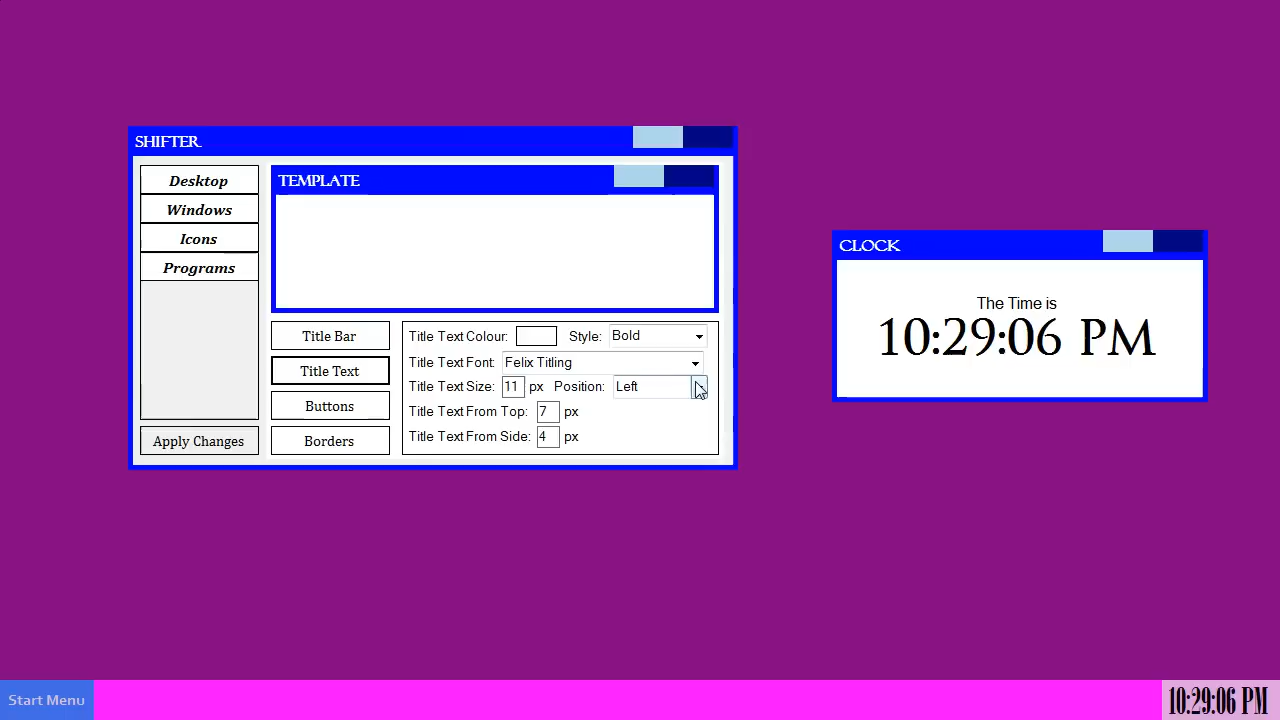 SHIFTER
Desktop
Windows
Icons
Programs
Apply Changes
TEMPLATE
Title Bar
Title Text
Buttons
Borders
Title Text Colour: Style: Bold
Title Text Font: Felix Titling
Title Text Size: 11 px Position: Left
Title Text From Top: 7 px
Title Text From Side: 4 px
CLOCK
The Time is
10:29:06 PM
Start Menu
10:29:06 PM